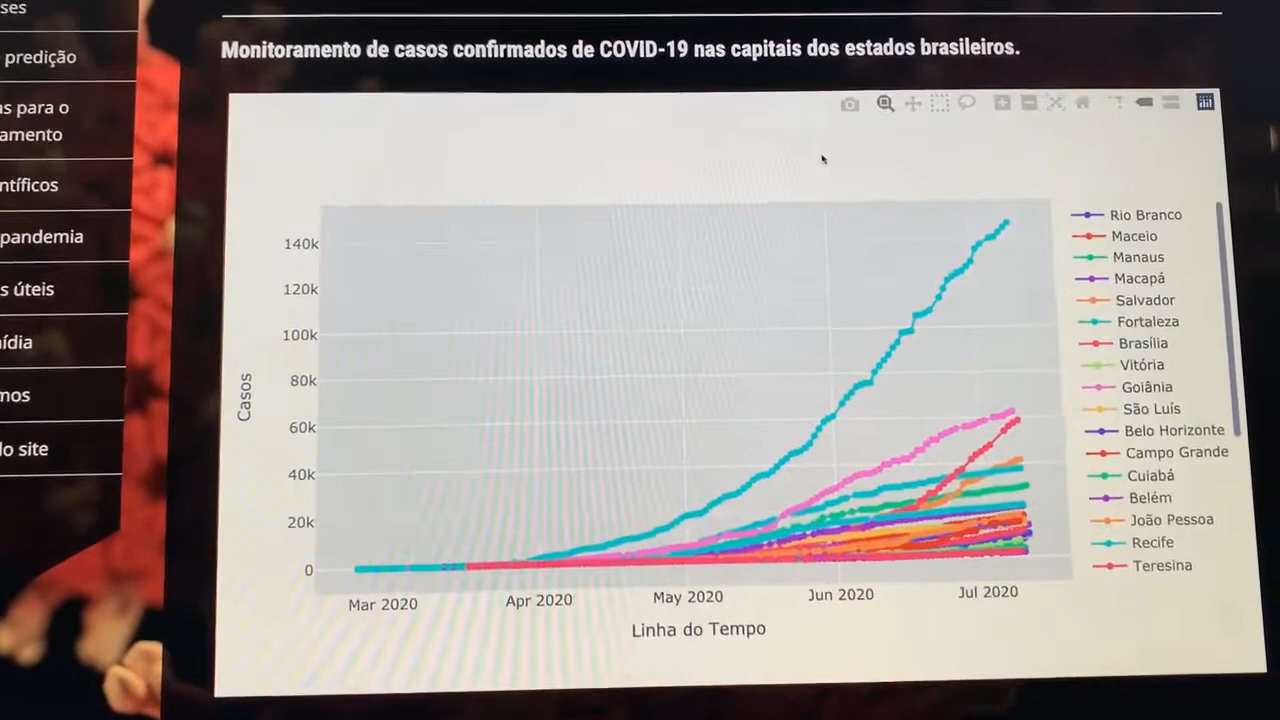 ses
predição
as para o
amento
ntíficos
pandemia
s úteis
ídia
mos
do site
Monitoramento de casos confirmados de COVID-19 nas capitais dos estados brasileiros.
140k
120k
100k
80k
60k
40k
20k
0
Casos
Mar 2020
Apr 2020
May 2020
Jun 2020
Jul 2020
Linha do Tempo
Rio Branco
Maceio
Manaus
Macapá
Salvador
Fortaleza
Brasília
Vitória
Goiânia
São Luís
Belo Horizonte
Campo Grande
Cuiabá
Belém
João Pessoa
Recife
Teresina